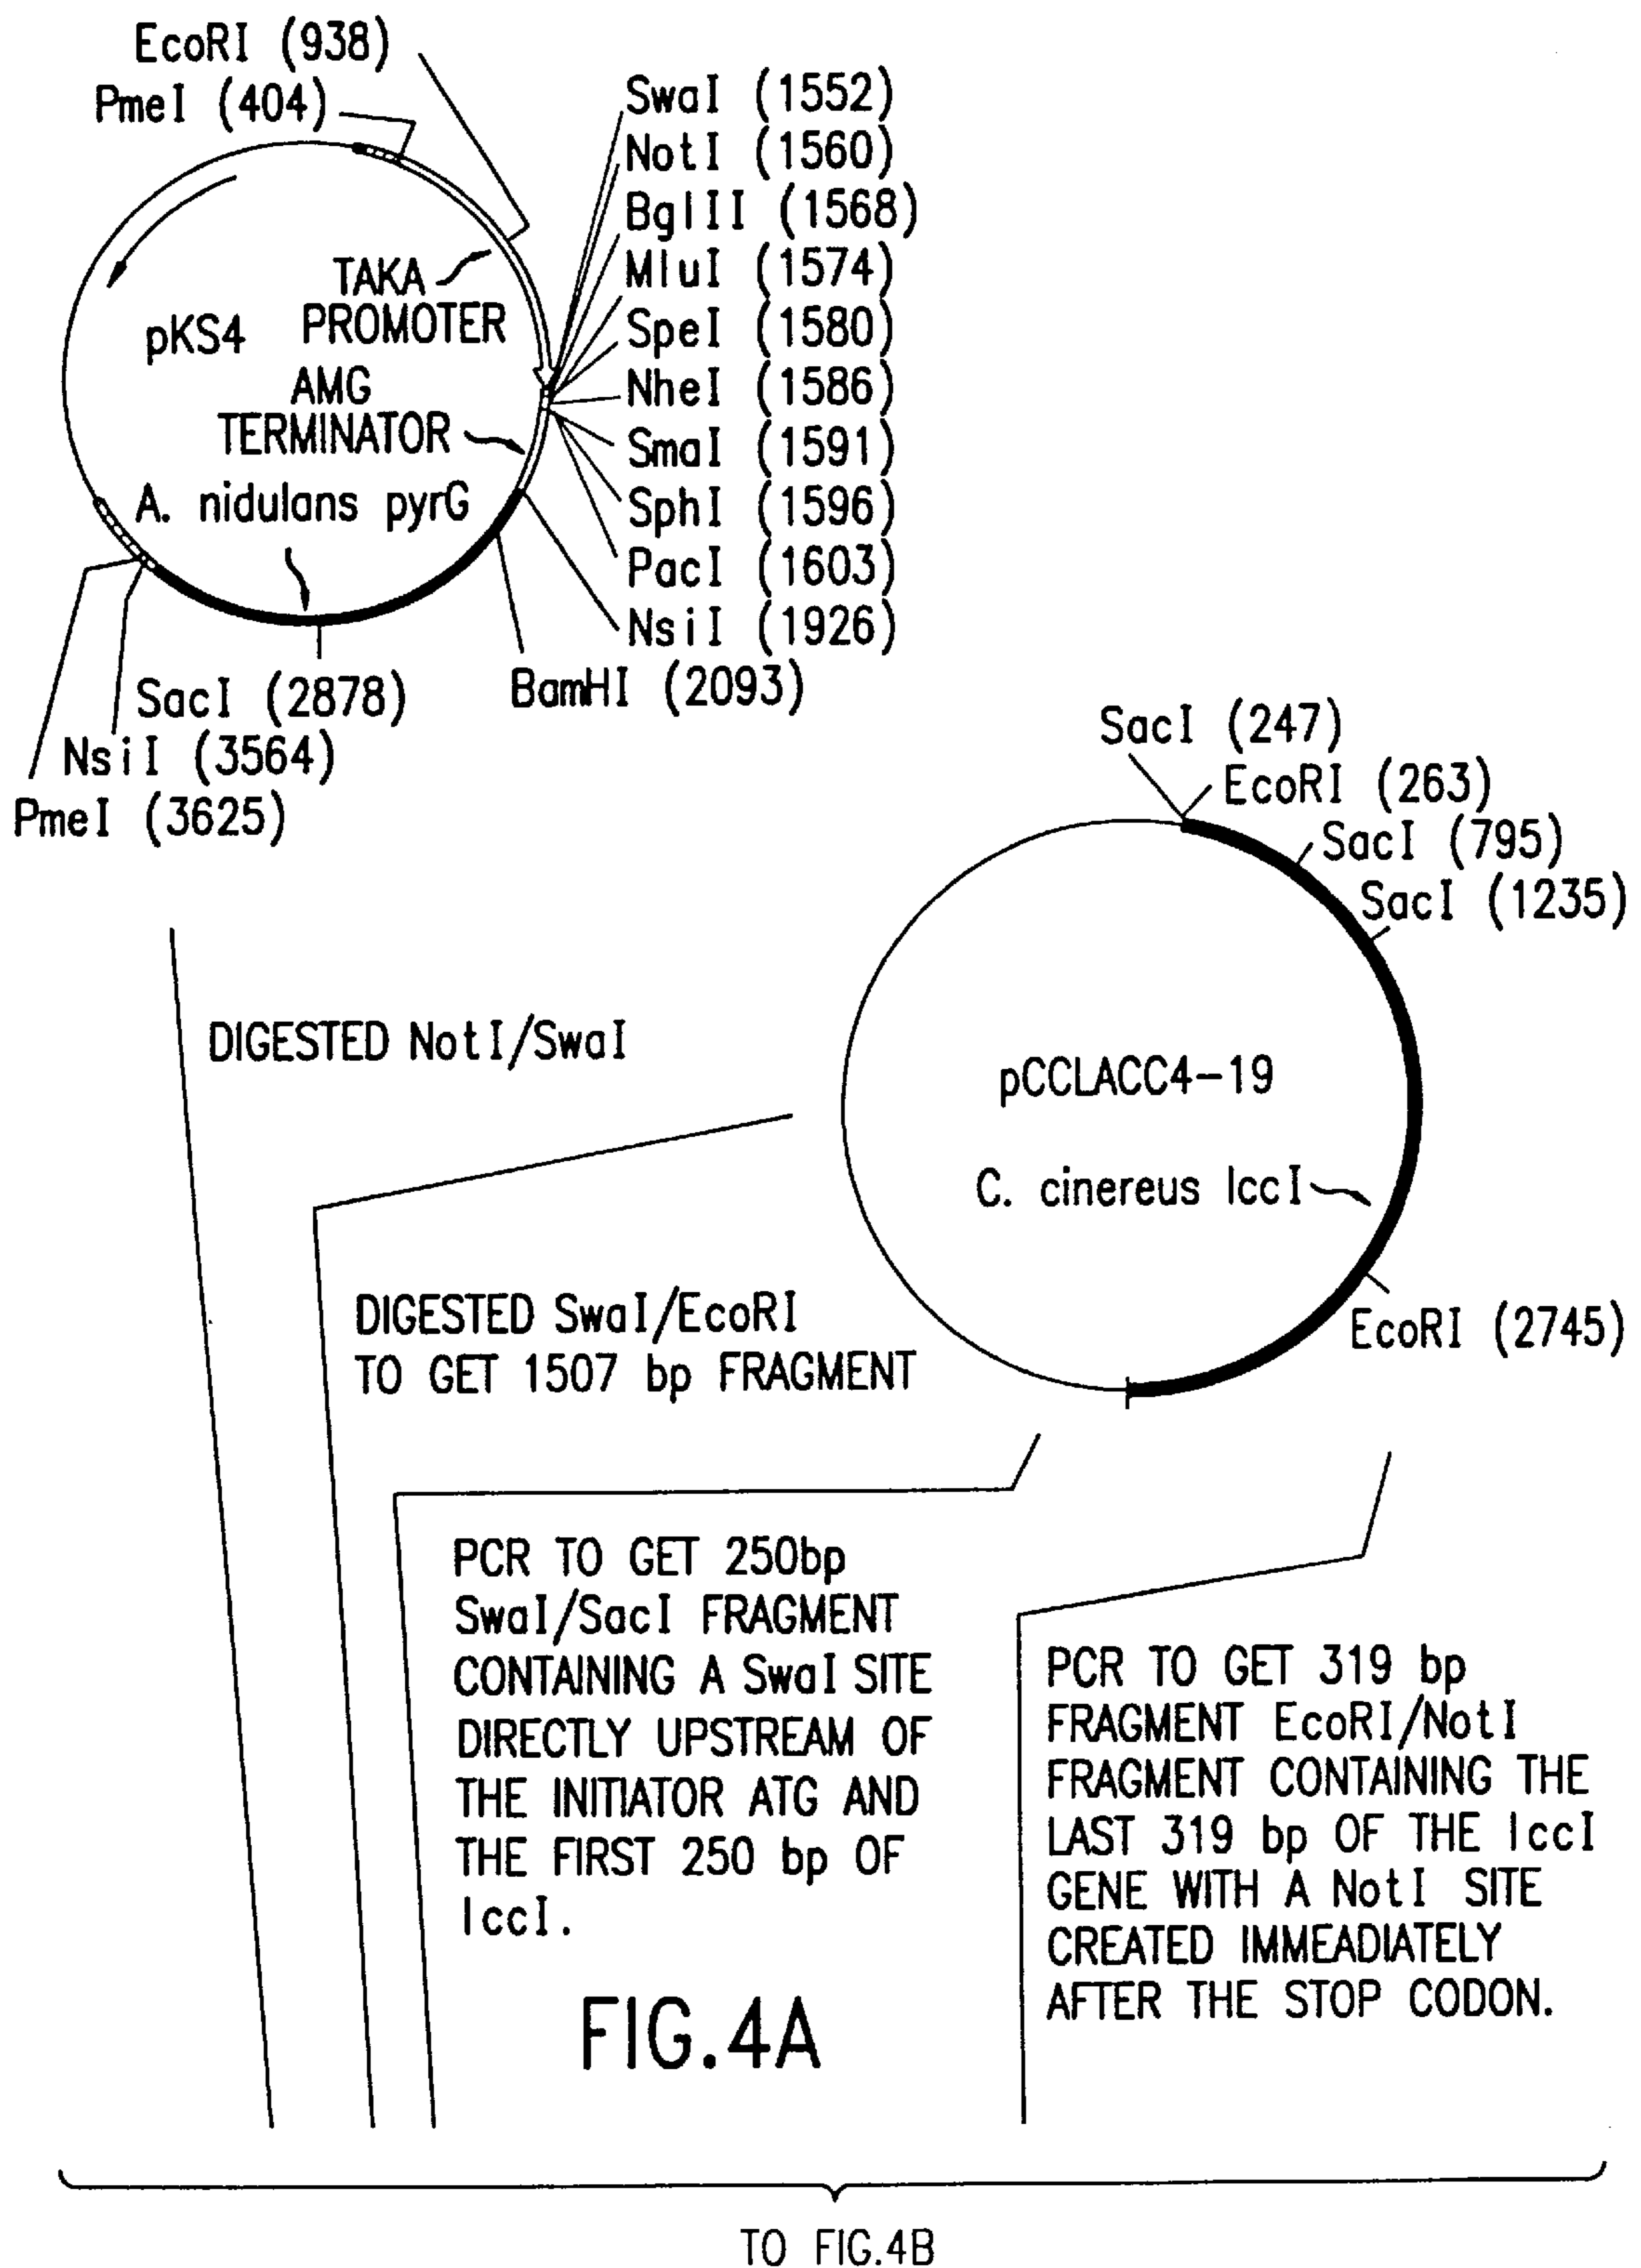 EcoRI (938)
PmeI (404)
SwaI (1552)
NotI (1560)
BglII (1568)
MluI (1574)
SpeI (1580)
NheI (1586)
SmaI (1591)
SphI (1596)
PacI (1603)
NsiI (1926)
BamHI (2093)
TAKA
PROMOTER
pKS4
AMG
TERMINATOR
A. nidulans pyrG
SacI (2878)
NsiI (3564)
PmeI (3625)
SacI (247)
EcoRI (263)
SacI (795)
SacI (1235)
pCCLACC4-19
C. cinereus lccI
EcoRI (2745)
DIGESTED NotI/SwaI
DIGESTED SwaI/EcoRI
TO GET 1507 bp FRAGMENT
PCR TO GET 250bp
SwaI/SacI FRAGMENT
CONTAINING A SwaI SITE
DIRECTLY UPSTREAM OF
THE INITIATOR ATG AND
THE FIRST 250 bp OF
lccI.
PCR TO GET 319 bp
FRAGMENT EcoRI/NotI
FRAGMENT CONTAINING THE
LAST 319 bp OF THE lccI
GENE WITH A NotI SITE
CREATED IMMEADIATELY
AFTER THE STOP CODON.
FIG.4A
TO FIG.4B